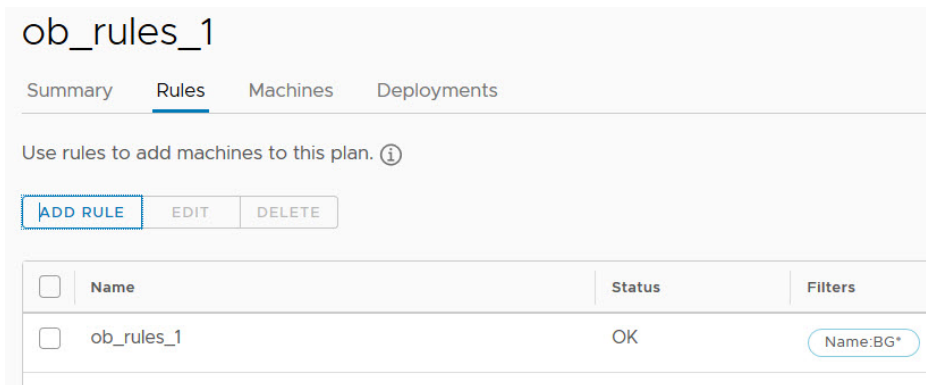 ob_rules_1
Summary Rules Machines Deployments
Use rules to add machines to this plan.
ADD RULE EDIT DELETE
Name Status Filters
ob_rules_1 OK Name:BG*